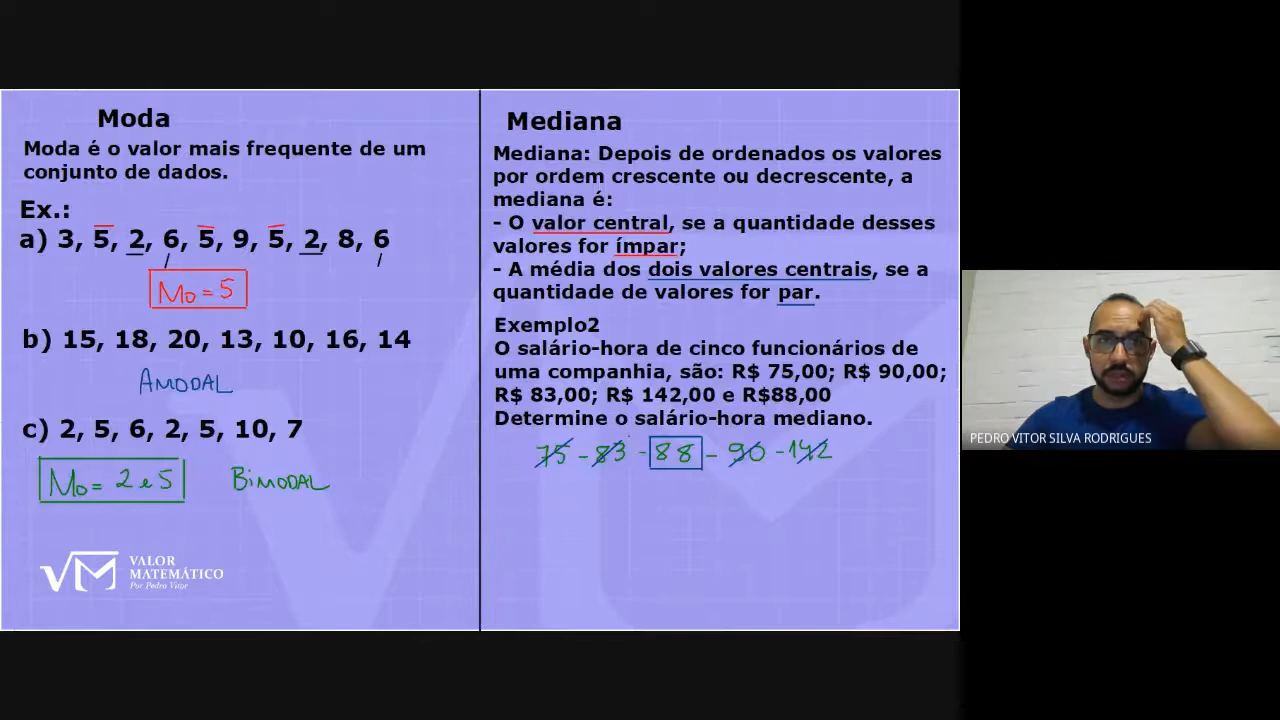 Moda
Moda é o valor mais frequente de um
conjunto de dados.
Ex.:
a) 3, 5, 2, 6, 5, 9, 5, 2, 8, 6
Mo = 5
b) 15, 18, 20, 13, 10, 16, 14
AMODAL
c) 2, 5, 6, 2, 5, 10, 7
Mo = 2 e 5 BiMODAL
VM VALOR
MATEMÁTICO
Por Pedro Vitor
Mediana
Mediana: Depois de ordenados os valores
por ordem crescente ou decrescente, a
mediana é:
- O valor central, se a quantidade desses
valores for ímpar;
- A média dos dois valores centrais, se a
quantidade de valores for par.
Exemplo2
O salário-hora de cinco funcionários de
uma companhia, são: R$ 75,00; R$ 90,00;
R$ 83,00; R$ 142,00 e R$88,00
Determine o salário-hora mediano.
75 - 83 - 88 - 90 - 142
PEDRO VITOR SILVA RODRIGUES